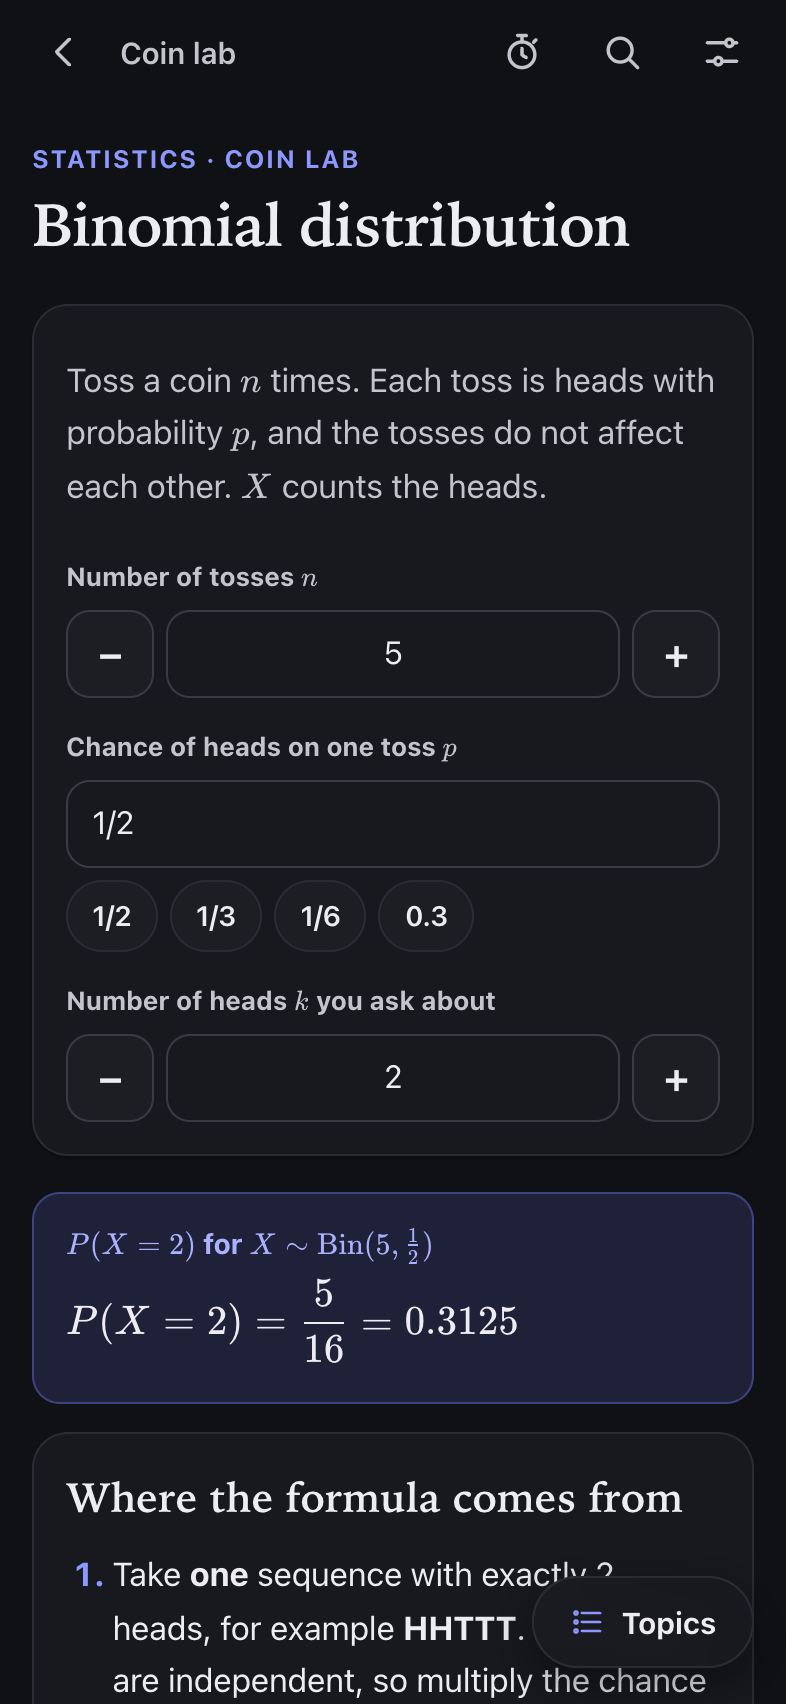 Coin lab
STATISTICS · COIN LAB
Binomial distribution
Toss a coin n times. Each toss is heads with
probability p, and the tosses do not affect
each other. X counts the heads.
Number of tosses n
− 5 +
Chance of heads on one toss p
1/2
1/2 1/3 1/6 0.3
Number of heads k you ask about
− 2 +
P(X = 2) for X ∼ Bin(5, 1/2)
P(X = 2) = 5/16 = 0.3125
Where the formula comes from
1. Take one sequence with exactly 2
heads, for example HHTTT.
Topics
are independent, so multiply the chance